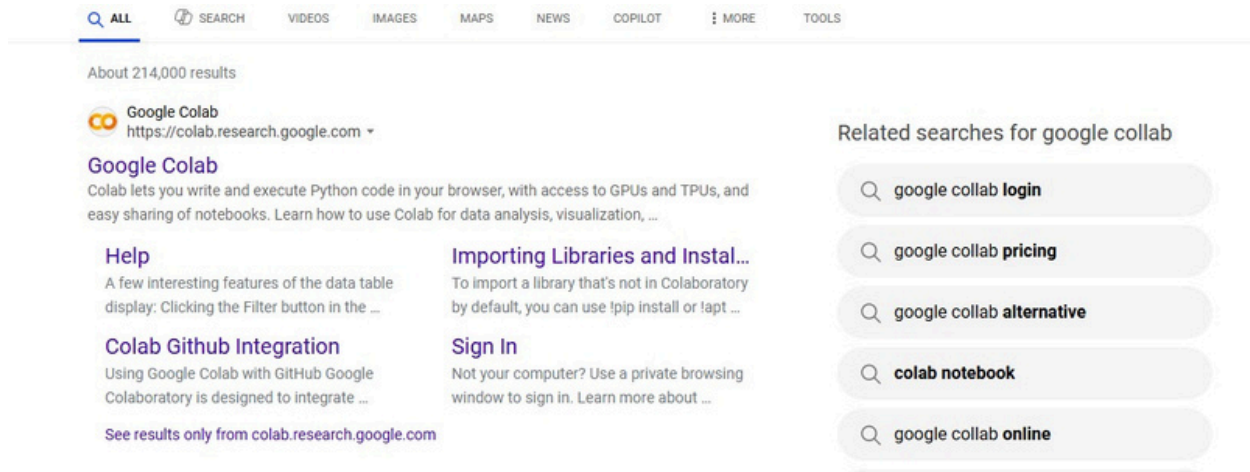 ALL SEARCH VIDEOS IMAGES MAPS NEWS COPILOT MORE TOOLS
About 214,000 results
Google Colab
https://colab.research.google.com
Google Colab
Colab lets you write and execute Python code in your browser, with access to GPUs and TPUs, and
easy sharing of notebooks. Learn how to use Colab for data analysis, visualization, ...
Help
A few interesting features of the data table
display: Clicking the Filter button in the ...
Importing Libraries and Instal...
To import a library that's not in Colaboratory
by default, you can use !pip install or !apt ...
Colab Github Integration
Using Google Colab with GitHub Google
Colaboratory is designed to integrate ...
Sign In
Not your computer? Use a private browsing
window to sign in. Learn more about ...
See results only from colab.research.google.com
Related searches for google collab
google collab login
google collab pricing
google collab alternative
colab notebook
google collab online